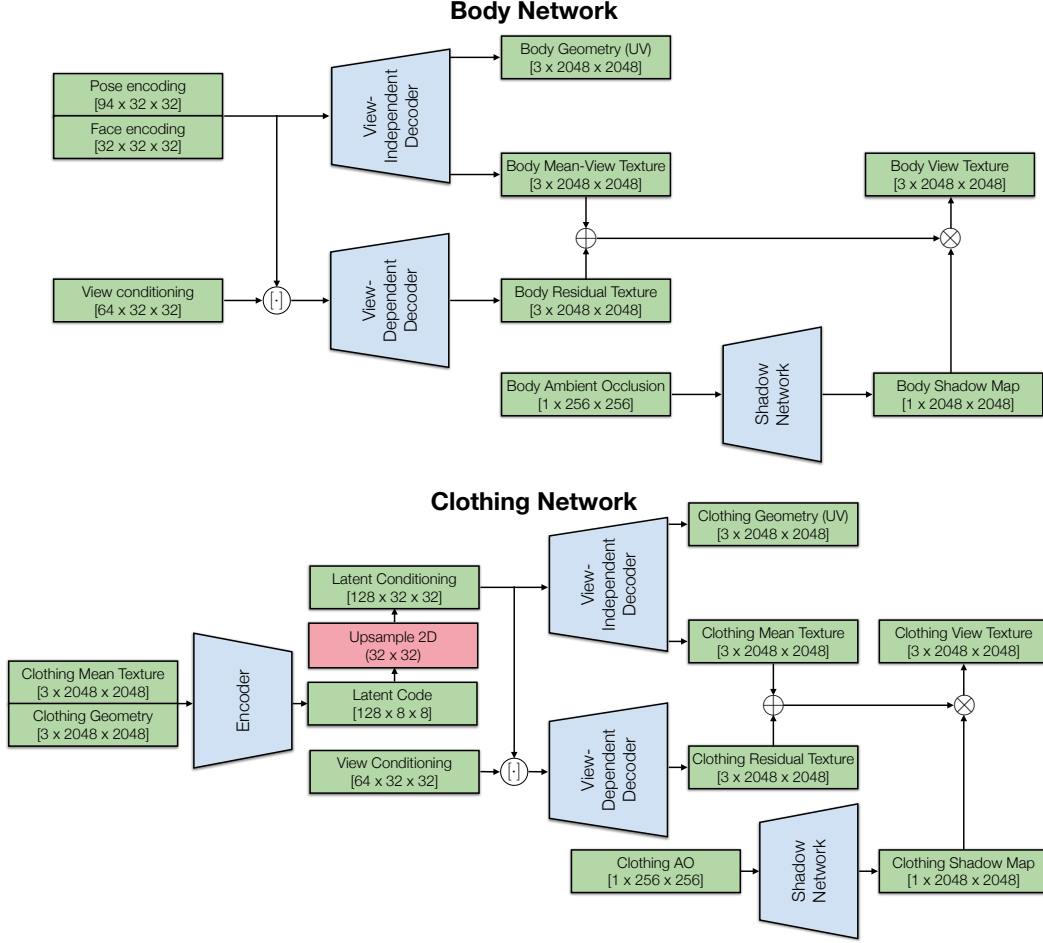 Body Network
Pose encoding
[94 x 32 x 32]
Face encoding
[32 x 32 x 32]
View-
Independent
Decoder
Body Geometry (UV)
[3 x 2048 x 2048]
Body Mean-View Texture
[3 x 2048 x 2048]
Body View Texture
[3 x 2048 x 2048]
View conditioning
[64 x 32 x 32]
[·]
View-
Dependent
Decoder
Body Residual Texture
[3 x 2048 x 2048]
Body Ambient Occlusion
[1 x 256 x 256]
Shadow
Network
Body Shadow Map
[1 x 2048 x 2048]
Clothing Network
Clothing Mean Texture
[3 x 2048 x 2048]
Clothing Geometry
[3 x 2048 x 2048]
Encoder
Latent Conditioning
[128 x 32 x 32]
Upsample 2D
(32 x 32)
Latent Code
[128 x 8 x 8]
View Conditioning
[64 x 32 x 32]
[·]
View-
Independent
Decoder
Clothing Geometry (UV)
[3 x 2048 x 2048]
Clothing Mean Texture
[3 x 2048 x 2048]
Clothing View Texture
[3 x 2048 x 2048]
View-
Dependent
Decoder
Clothing Residual Texture
[3 x 2048 x 2048]
Clothing AO
[1 x 256 x 256]
Shadow
Network
Clothing Shadow Map
[1 x 2048 x 2048]